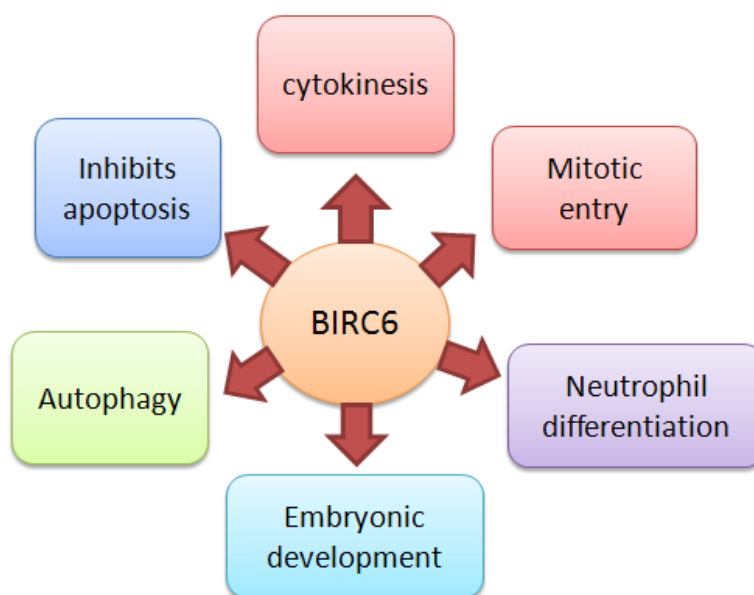 cytokinesis
Inhibits
apoptosis
Mitotic
entry
BIRC6
Autophagy
Neutrophil
differentiation
Embryonic
development